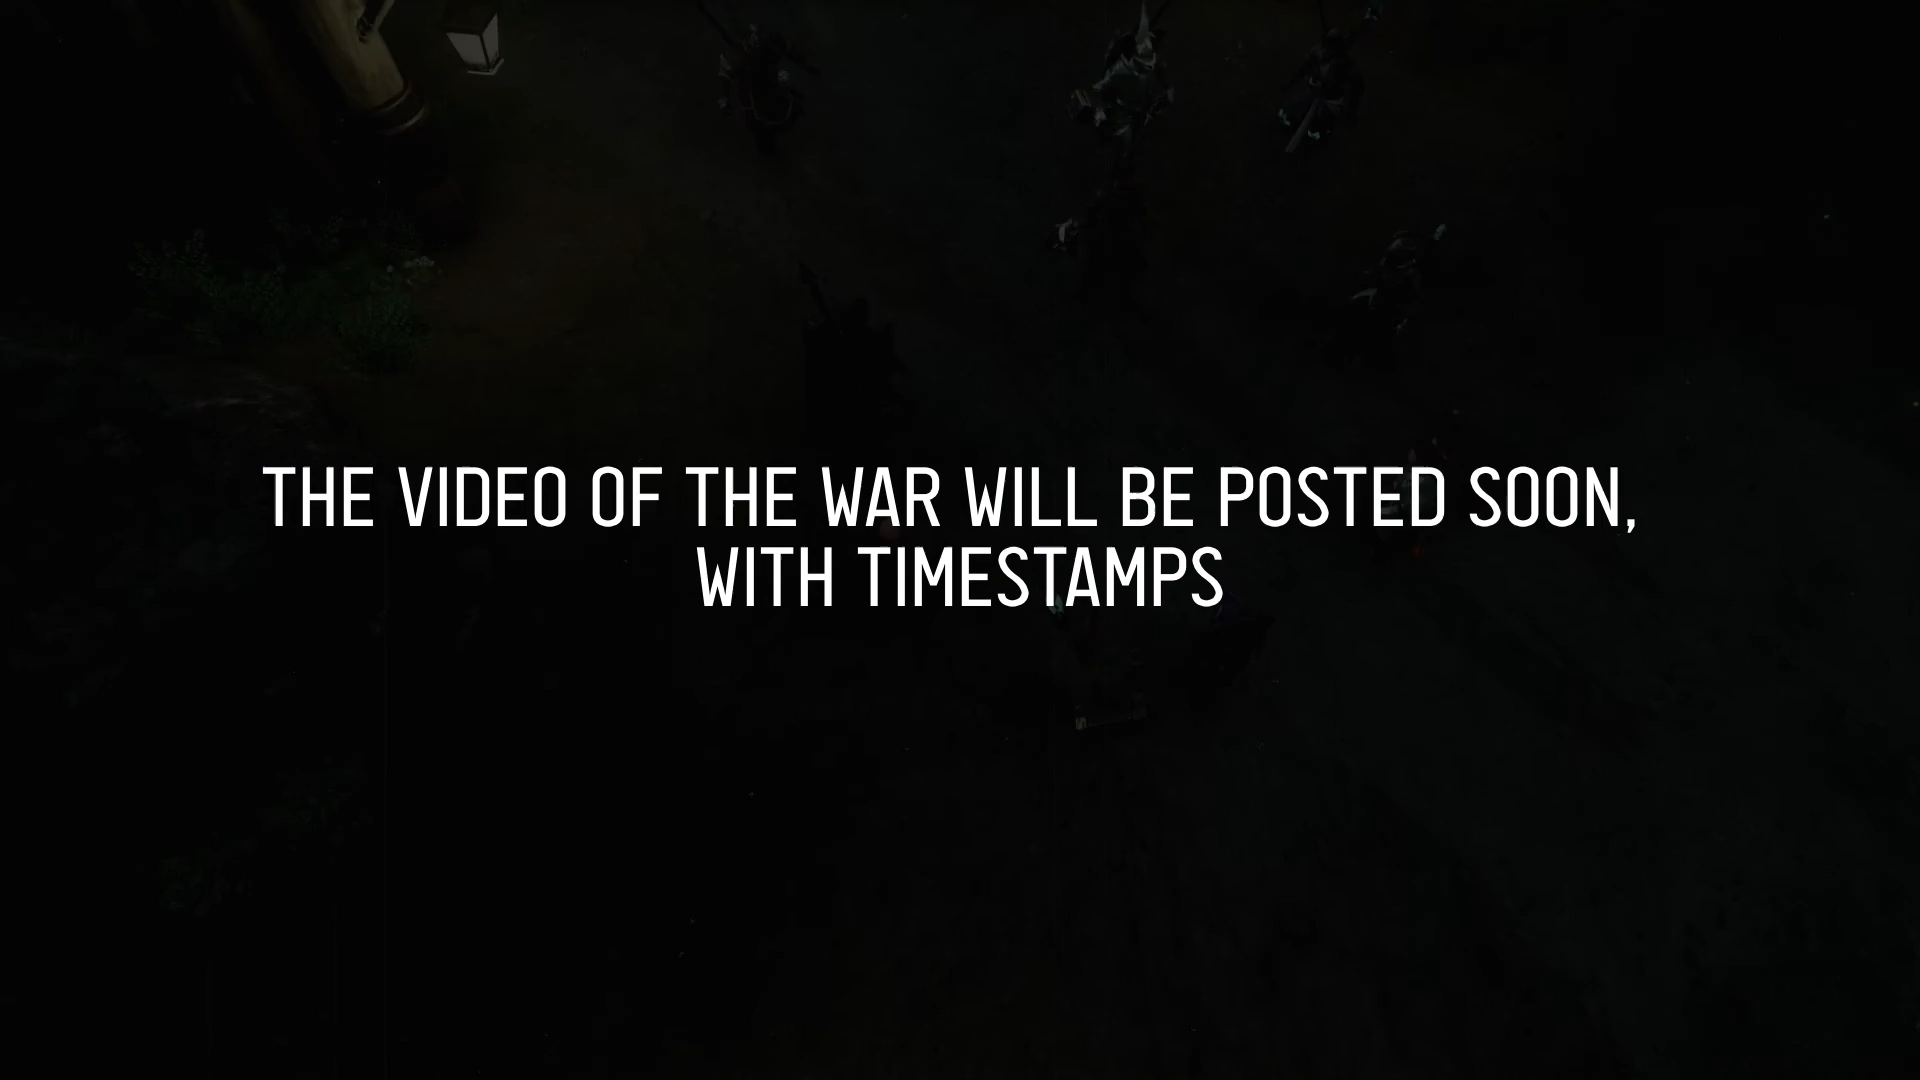 THE VIDEO OF THE WAR WILL BE POSTED SOON,
WITH TIMESTAMPS